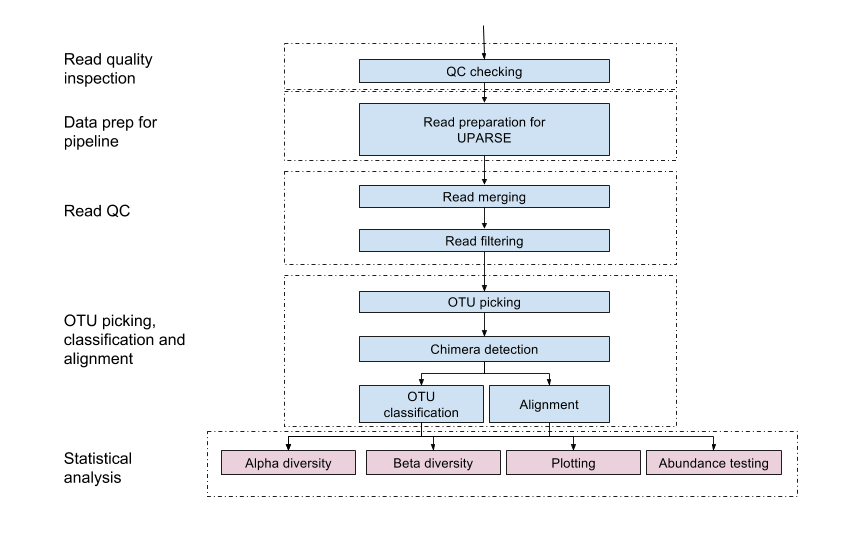 Read quality
inspection
QC checking
Data prep for
pipeline
Read preparation for
UPARSE
Read QC
Read merging
Read filtering
OTU picking,
classification and
alignment
OTU picking
Chimera detection
OTU
classification
Alignment
Statistical
analysis
Alpha diversity
Beta diversity
Plotting
Abundance testing